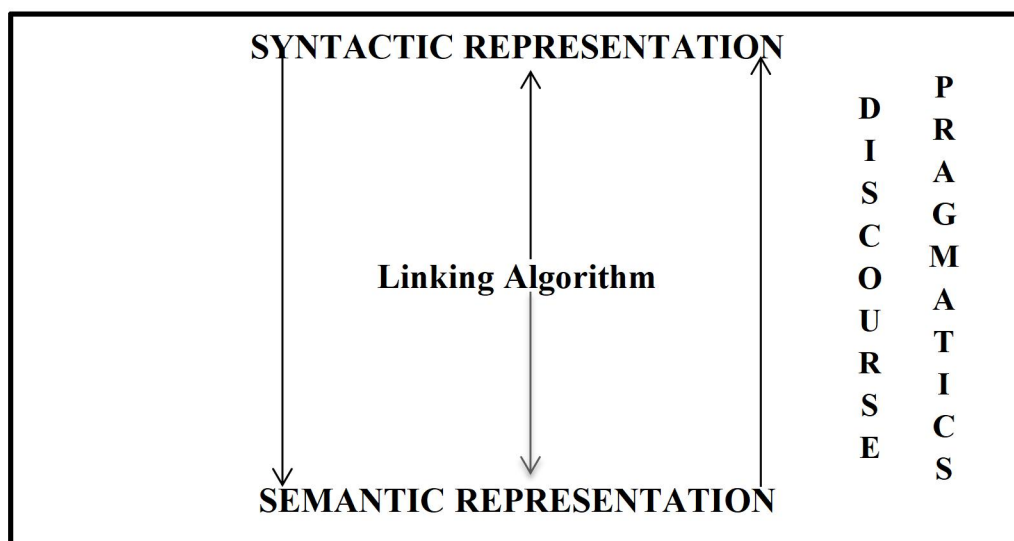 SYNTACTIC REPRESENTATION
Linking Algorithm
SEMANTIC REPRESENTATION
DISCOURSE
PRAGMATICS